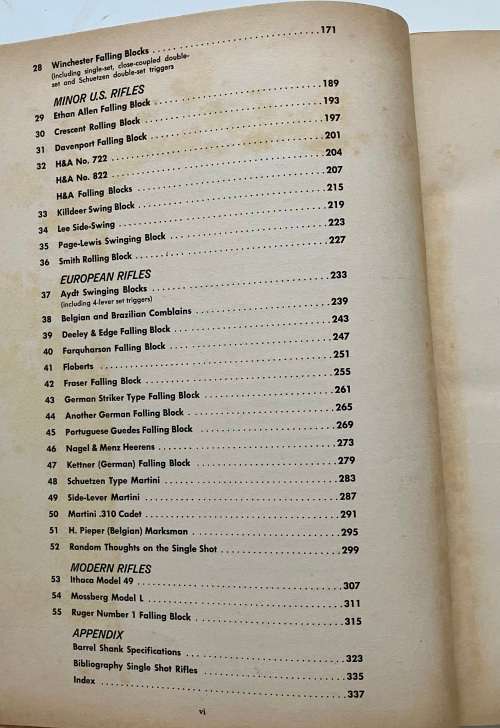 28 Winchester Falling Blocks ..............................171
(including single-set, close-coupled double-
set and Schuetzen double-set triggers
MINOR U.S. RIFLES
29 Ethan Allen Falling Block ..............................189
30 Crescent Rolling Block ..............................193
31 Davenport Falling Block ..............................197
32 H&A No. 722 ..............................201
H&A No. 822 ..............................204
H&A Falling Blocks ..............................207
33 Killdeer Swing Block ..............................215
34 Lee Side-Swing ..............................219
35 Page-Lewis Swinging Block ..............................223
36 Smith Rolling Block ..............................227
EUROPEAN RIFLES
37 Aydt Swinging Blocks ..............................233
(including 4-lever set triggers)
38 Belgian and Brazilian Comblains ..............................239
39 Deeley & Edge Falling Block ..............................243
40 Farquharson Falling Block ..............................247
41 Floberts ..............................251
42 Fraser Falling Block ..............................255
43 German Striker Type Falling Block ..............................261
44 Another German Falling Block ..............................265
45 Portuguese Guedes Falling Block ..............................269
46 Nagel & Menz Heerens ..............................273
47 Kettner (German) Falling Block ..............................279
48 Schuetzen Type Martini ..............................283
49 Side-Lever Martini ..............................287
50 Martini .310 Cadet ..............................291
51 H. Pieper (Belgian) Marksman ..............................295
52 Random Thoughts on the Single Shot ..............................299
MODERN RIFLES
53 Ithaca Model 49 ..............................307
54 Mossberg Model L ..............................311
55 Ruger Number 1 Falling Block ..............................315
APPENDIX
Barrel Shank Specifications ..............................323
Bibliography Single Shot Rifles ..............................335
Index ..............................337
vi